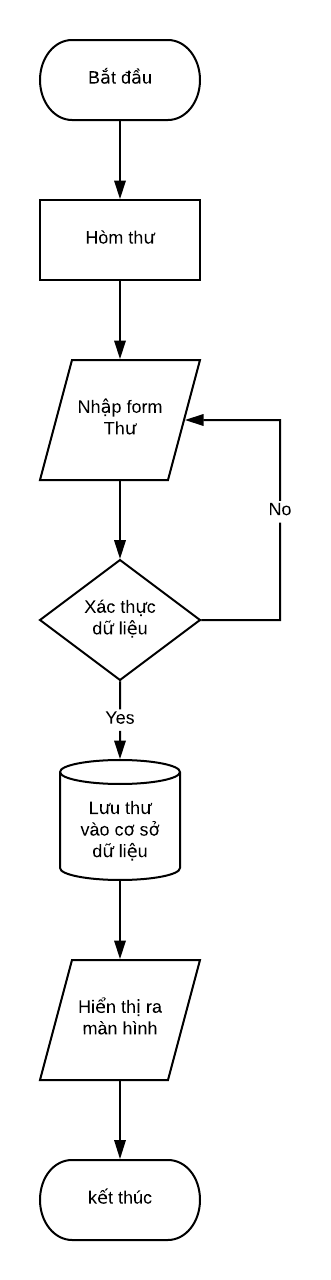 Bắt đầu
Hòm thư
Nhập form
Thư
No
Xác thực
dữ liệu
Yes
Lưu thư
vào cơ sở
dữ liệu
Hiển thị ra
màn hình
kết thúc